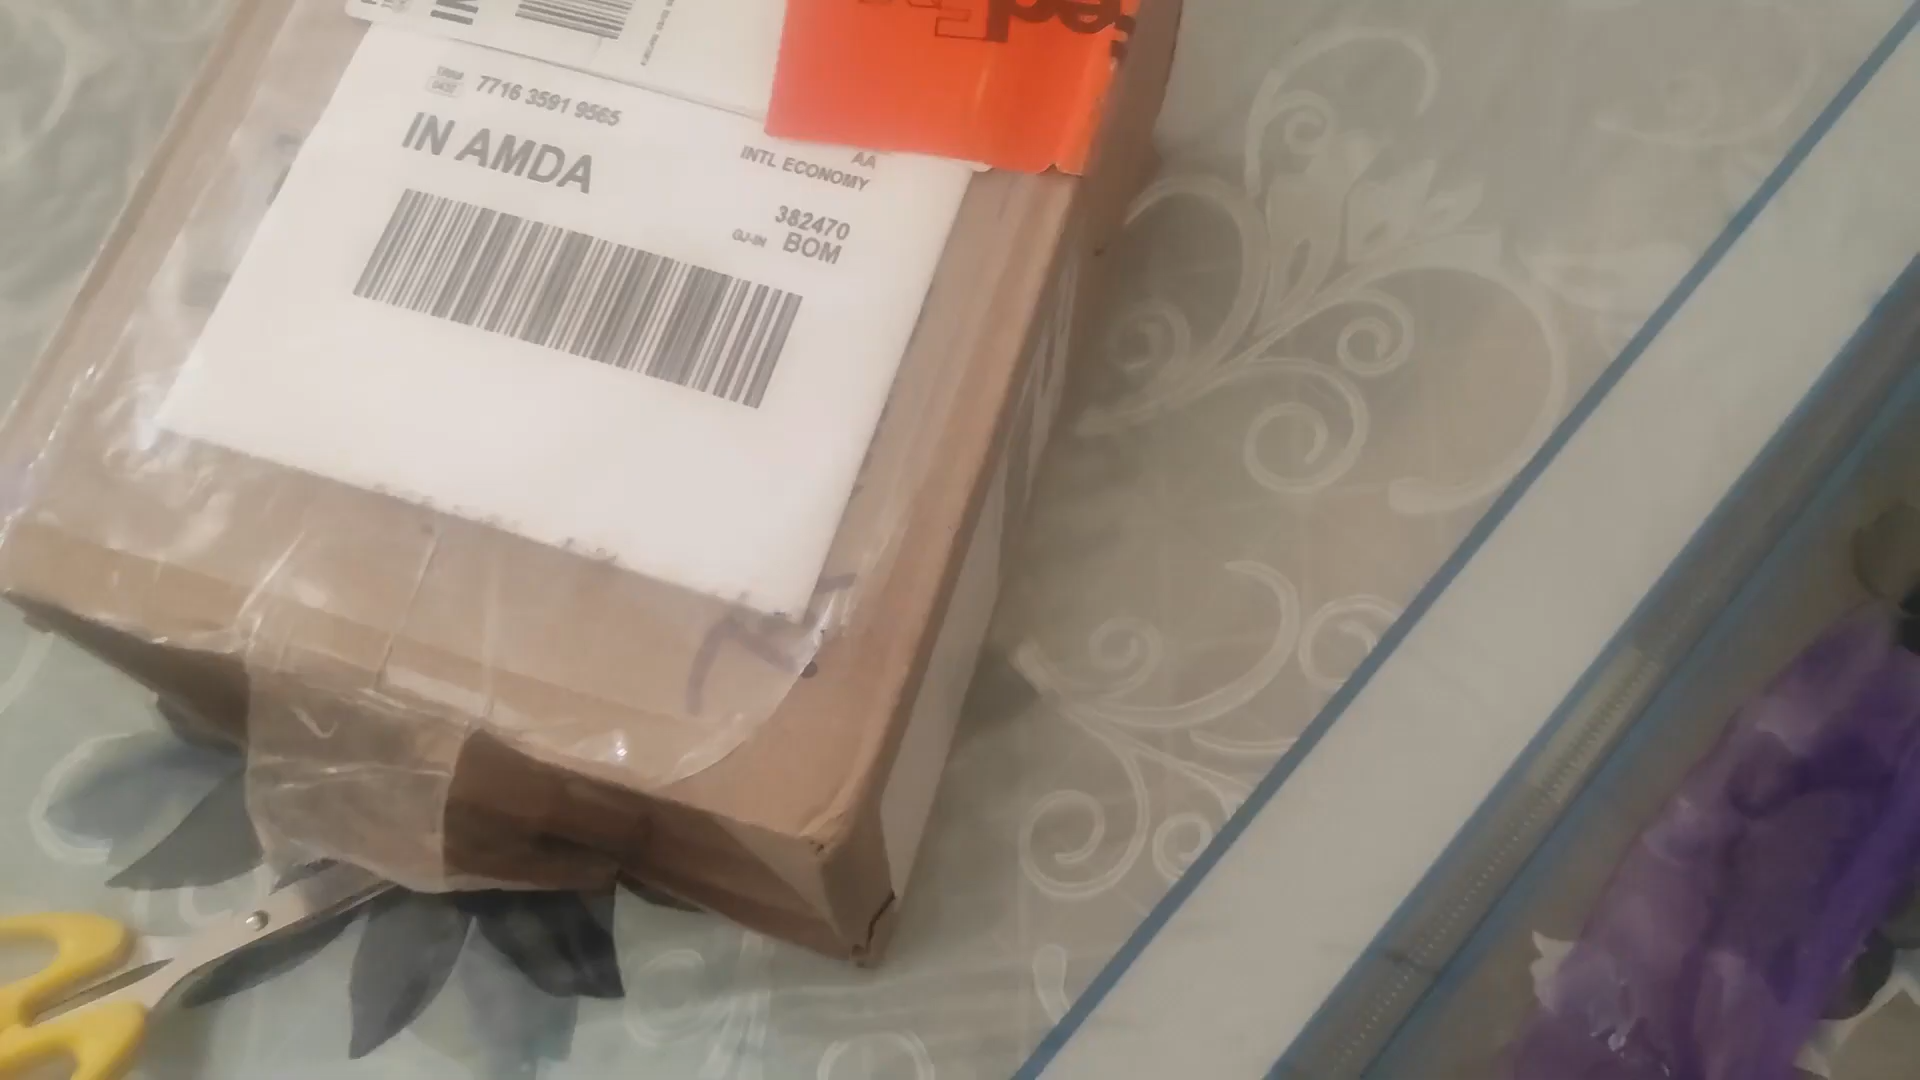 7716 3591 9565
IN AMDA
AA
INTL ECONOMY
382470
GJ-IN BOM